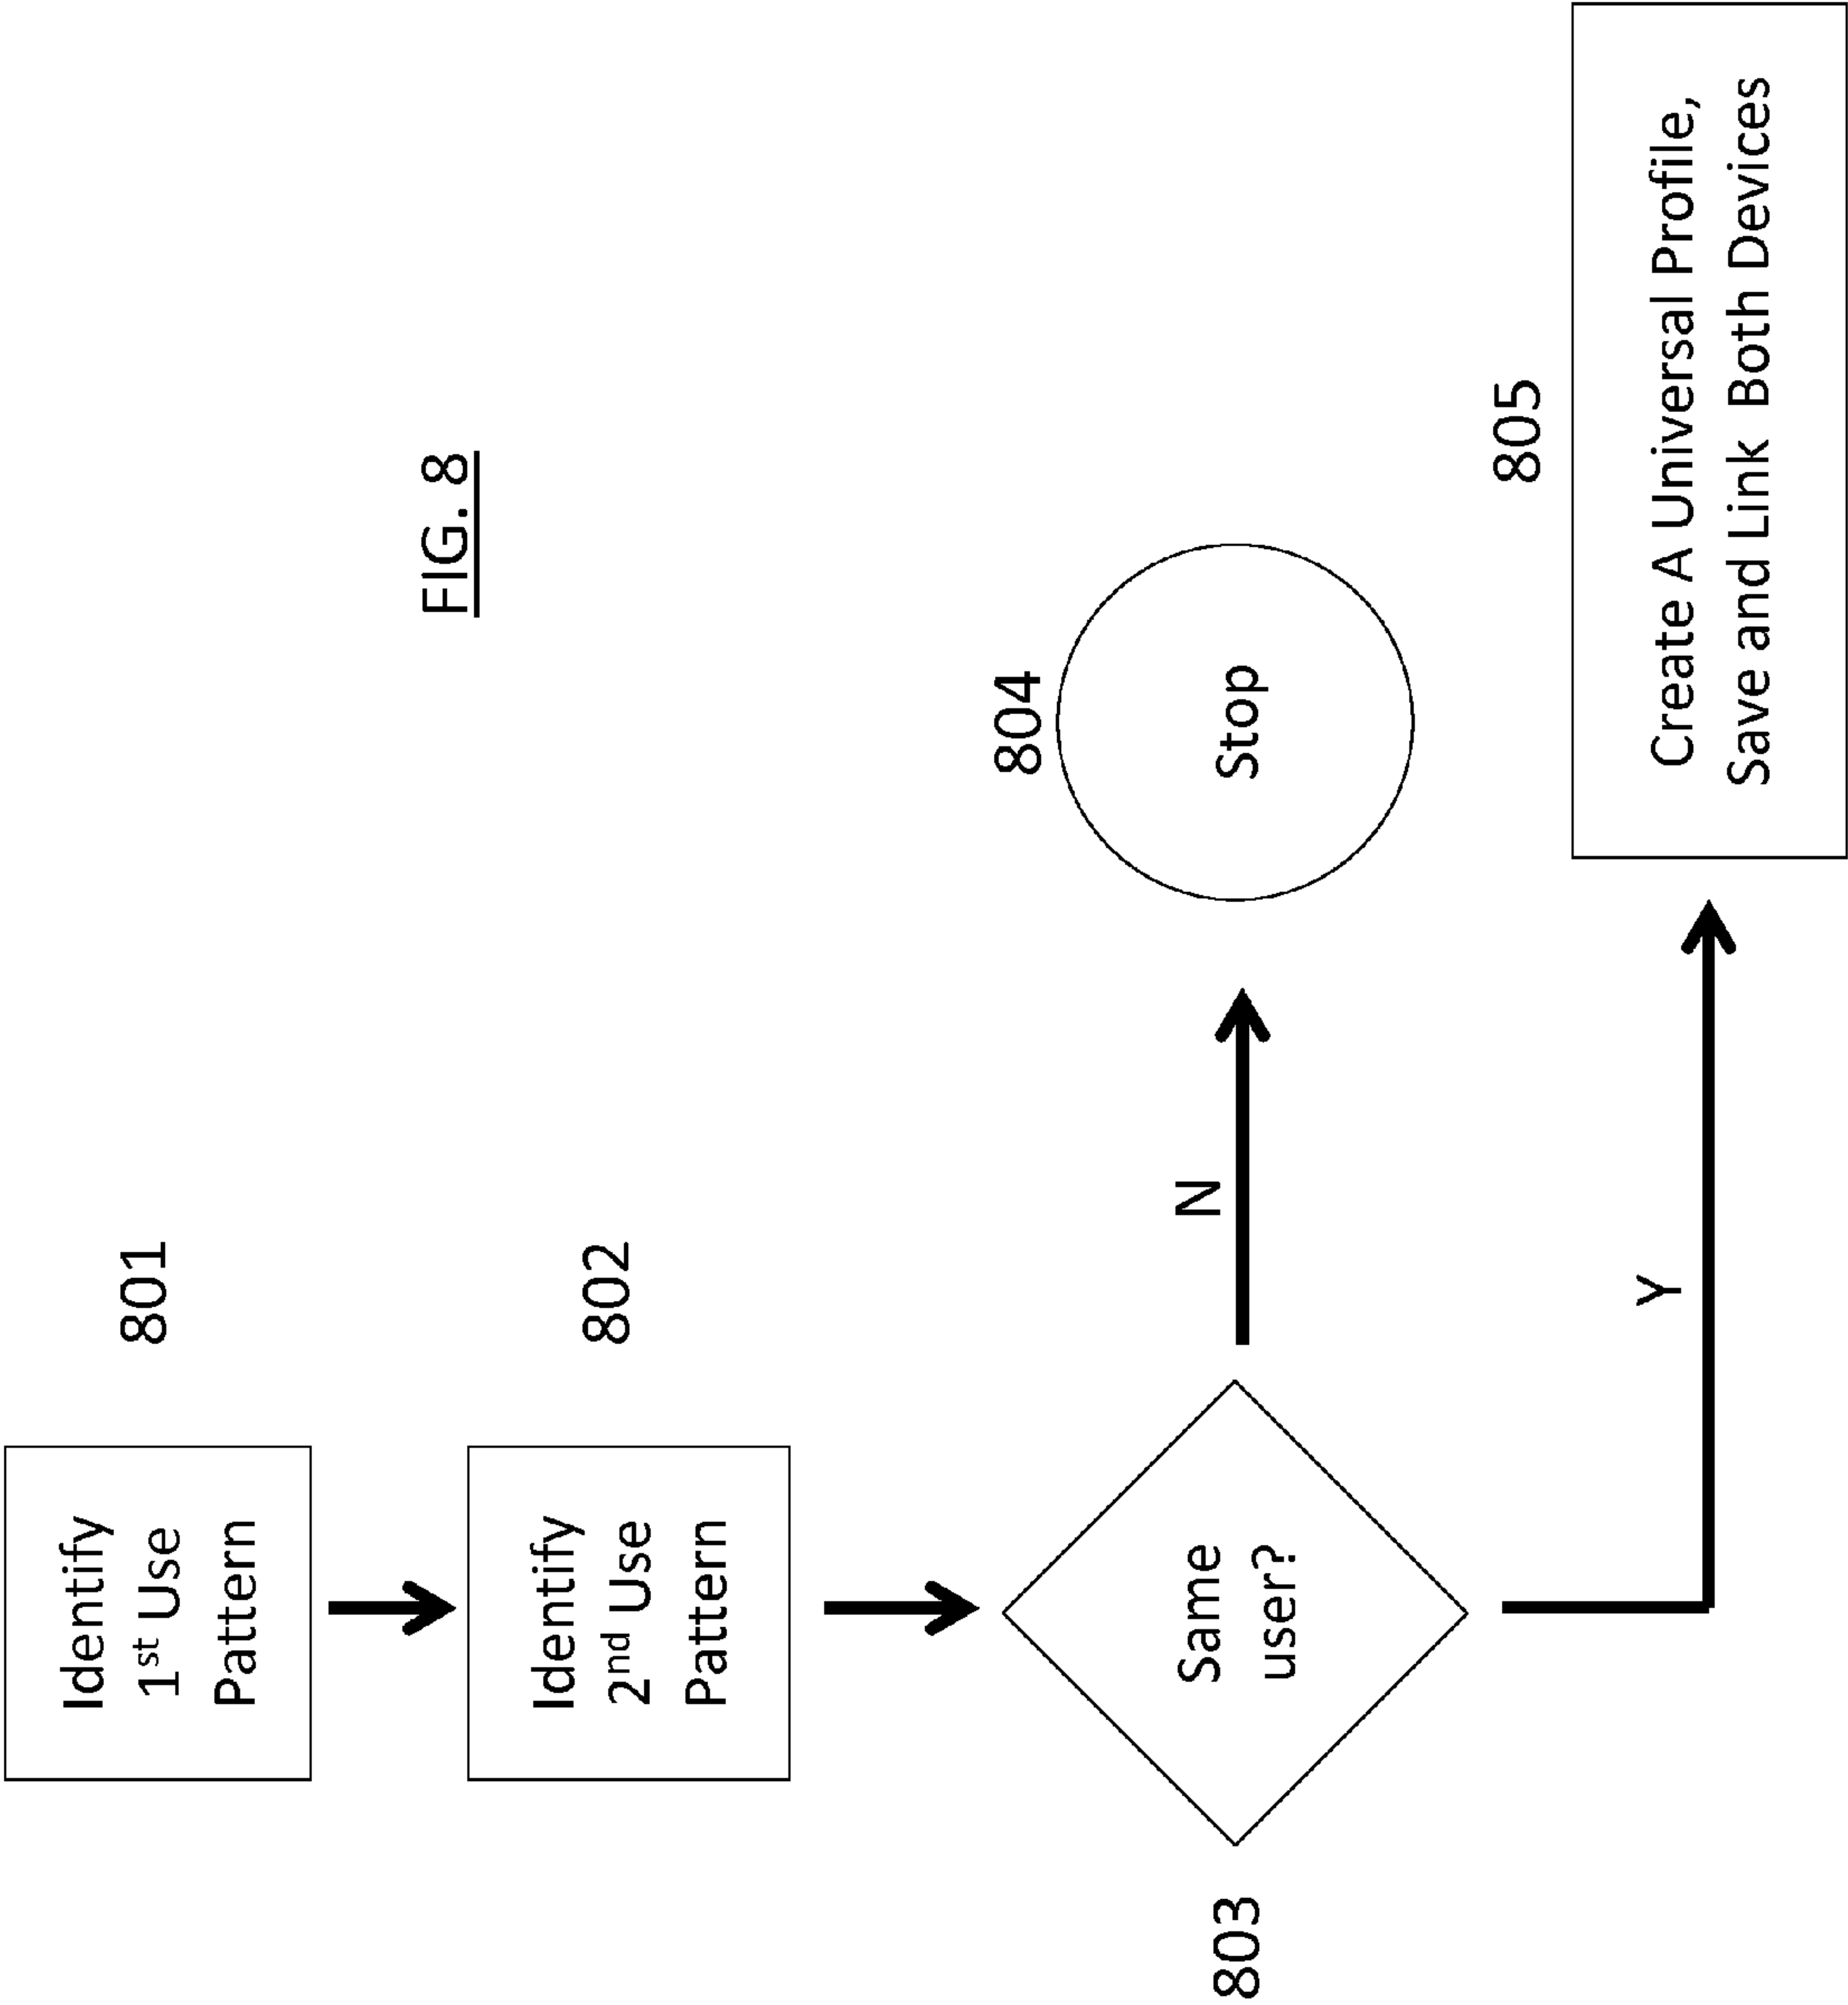 Identify
1st Use
Pattern
801
Identify
2nd Use
Pattern
802
FIG. 8
803
Same
user?
N
804
Stop
Y
805
Create A Universal Profile,
Save and Link Both Devices